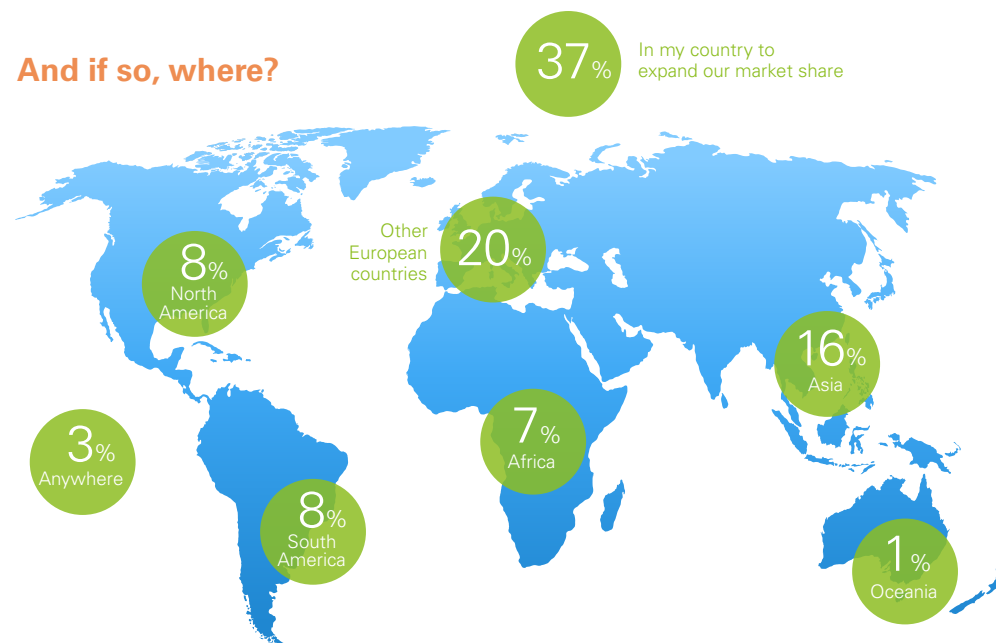 And if so, where?
37%
In my country to
expand our market share
Other
European
countries
20%
8%
North
America
16%
Asia
3%
Anywhere
7%
Africa
8%
South
America
1%
Oceania